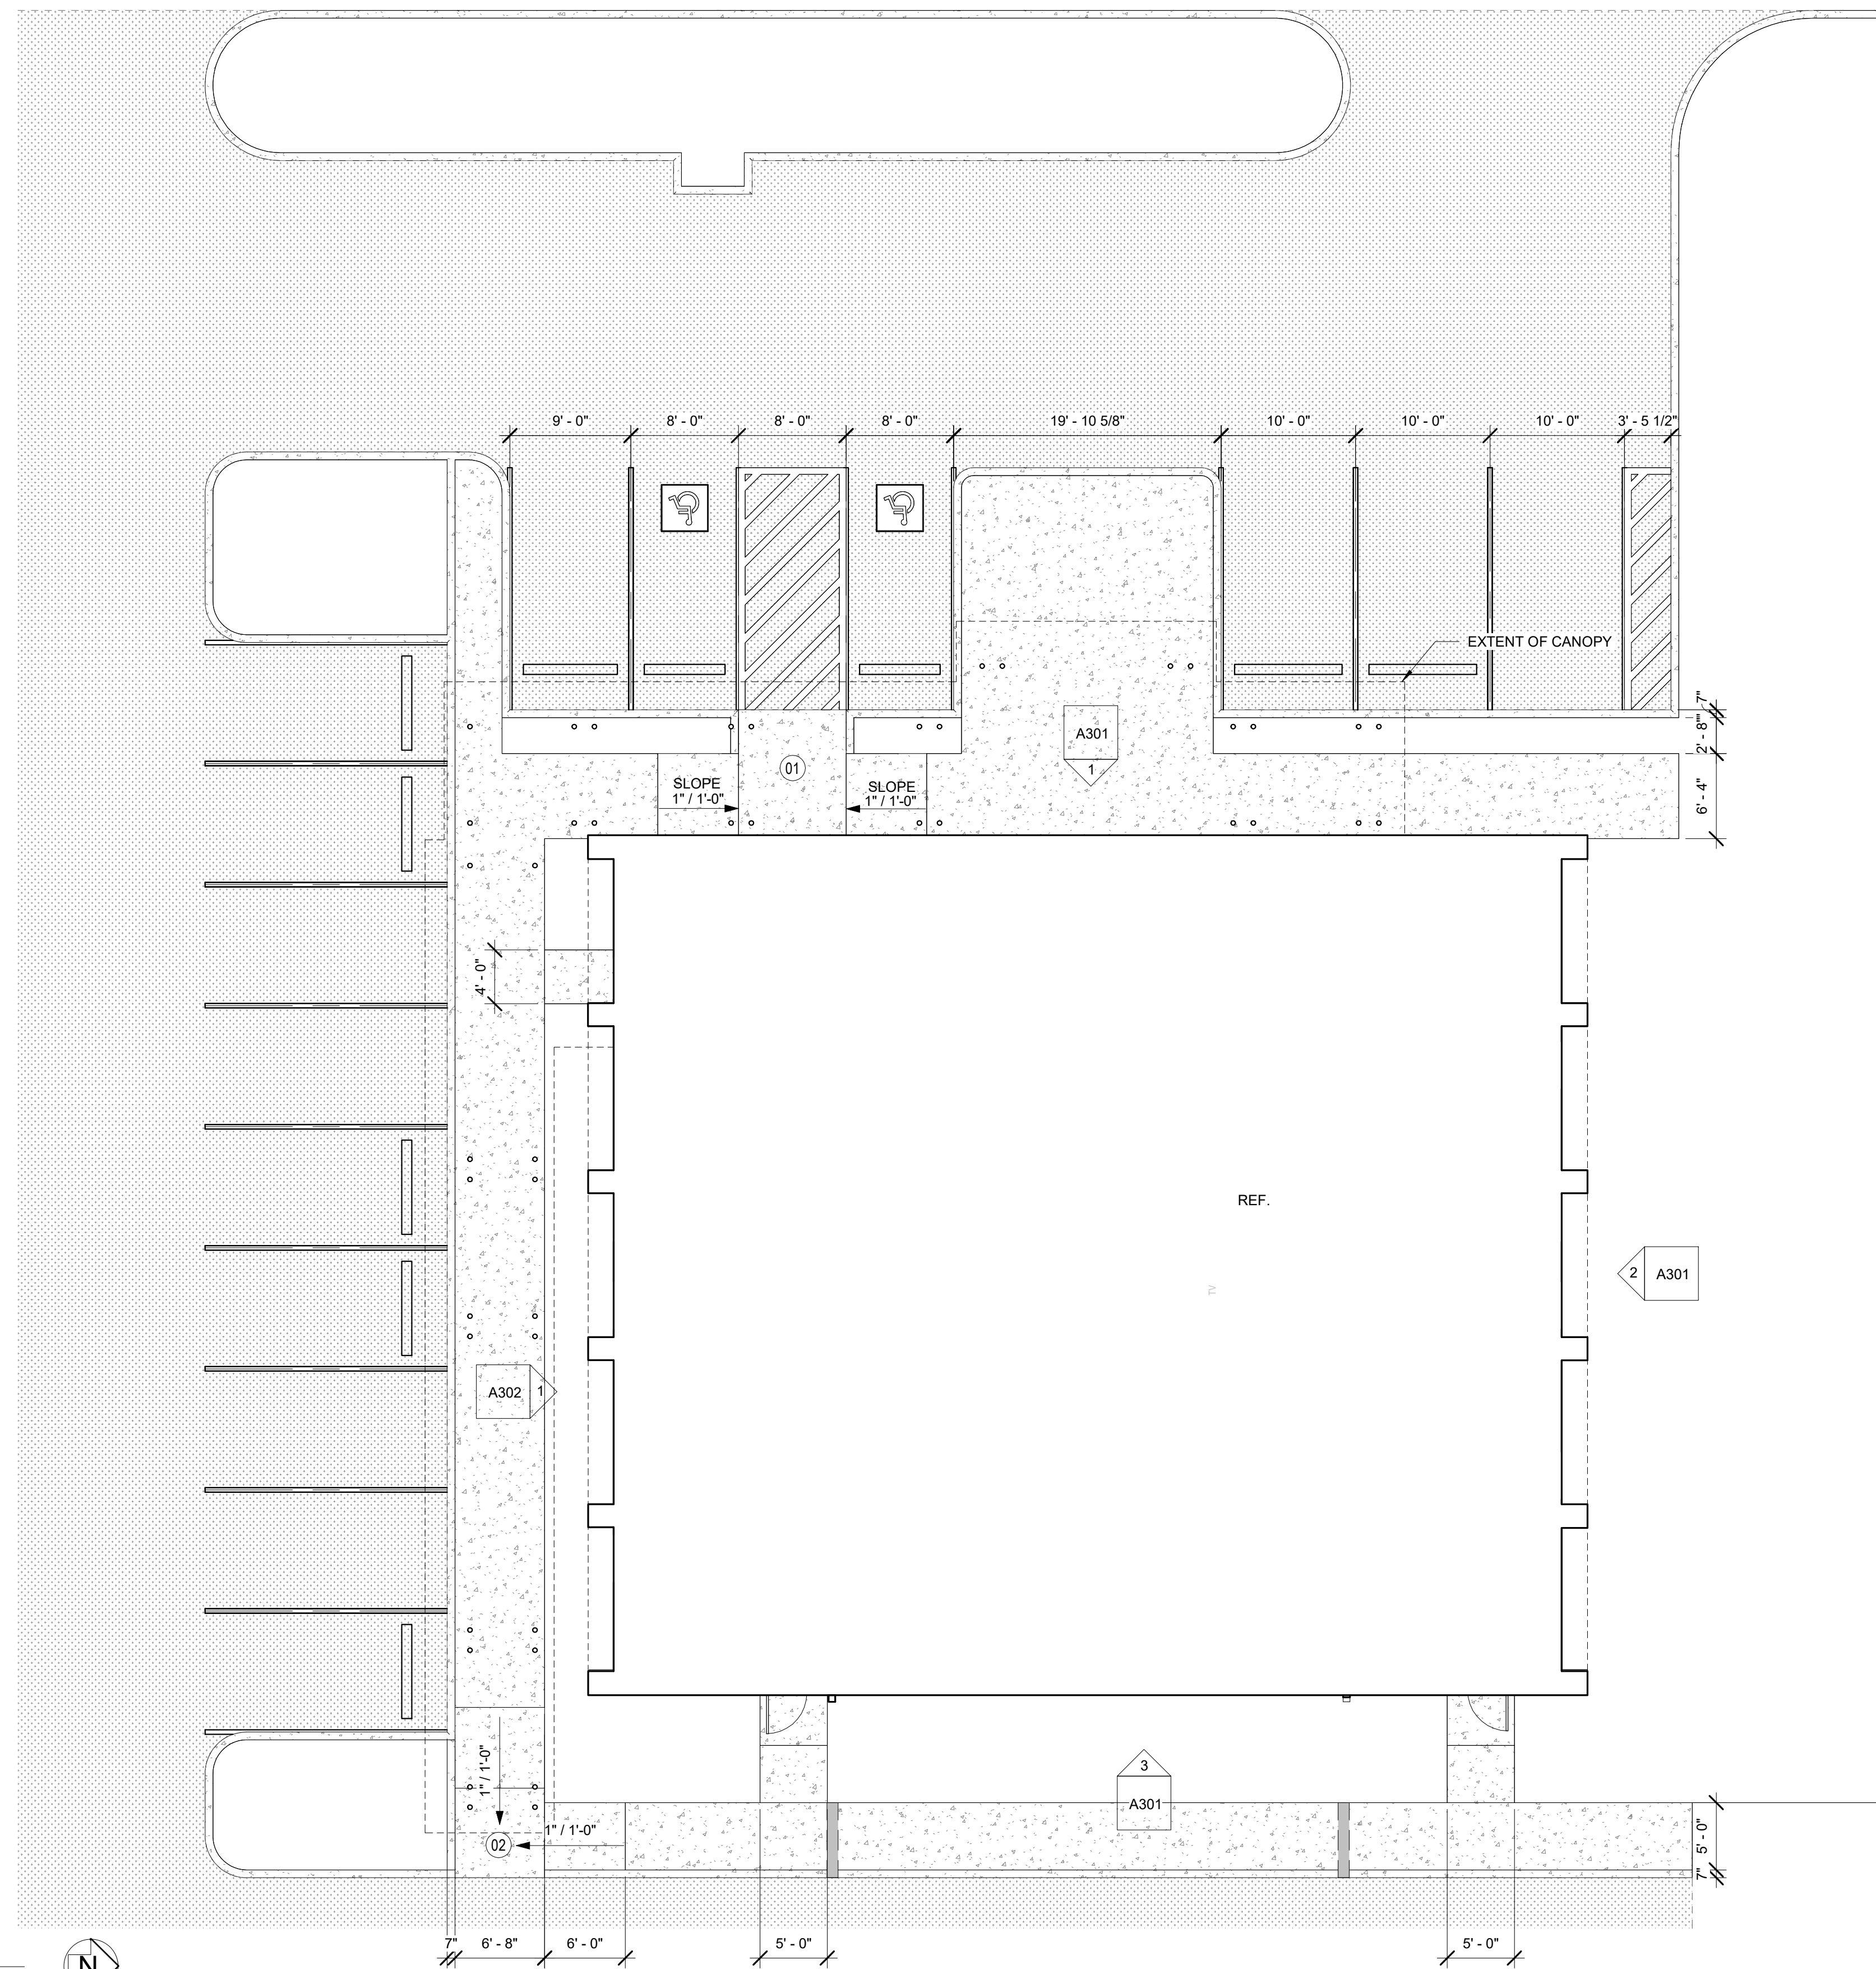 9' - 0" 8' - 0" 8' - 0" 8' - 0" 19' - 10 5/8" 10' - 0" 10' - 0" 10' - 0" 3' - 5 1/2"
EXTENT OF CANOPY
7"
2' - 8"
6' - 4"
A301
1
01
SLOPE
1" / 1'-0"
SLOPE
1" / 1'-0"
4' - 0"
REF.
TV
2 A301
A302 1
1" / 1'-0"
3
A301
1" / 1'-0"
02
5' - 0"
7"
7" 6' - 8" 6' - 0" 5' - 0" 5' - 0"
N